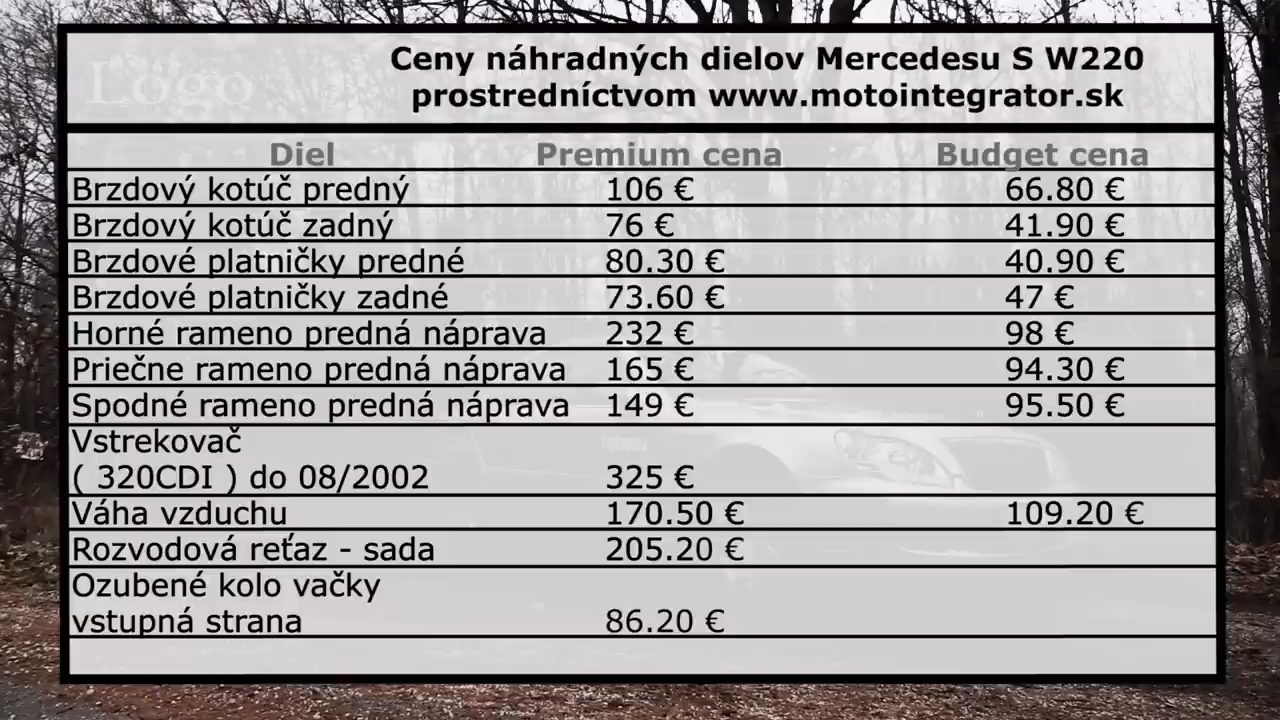 Logo
Ceny náhradných dielov Mercedesu S W220
prostredníctvom www.motointegrator.sk
Diel Premium cena Budget cena
Brzdový kotúč predný 106 € 66.80 €
Brzdový kotúč zadný 76 € 41.90 €
Brzdové platničky predné 80.30 € 40.90 €
Brzdové platničky zadné 73.60 € 47 €
Horné rameno predná náprava 232 € 98 €
Priečne rameno predná náprava 165 € 94.30 €
Spodné rameno predná náprava 149 € 95.50 €
Vstrekovač
( 320CDI ) do 08/2002 325 €
Váha vzduchu 170.50 € 109.20 €
Rozvodová reťaz - sada 205.20 €
Ozubené kolo vačky
vstupná strana 86.20 €